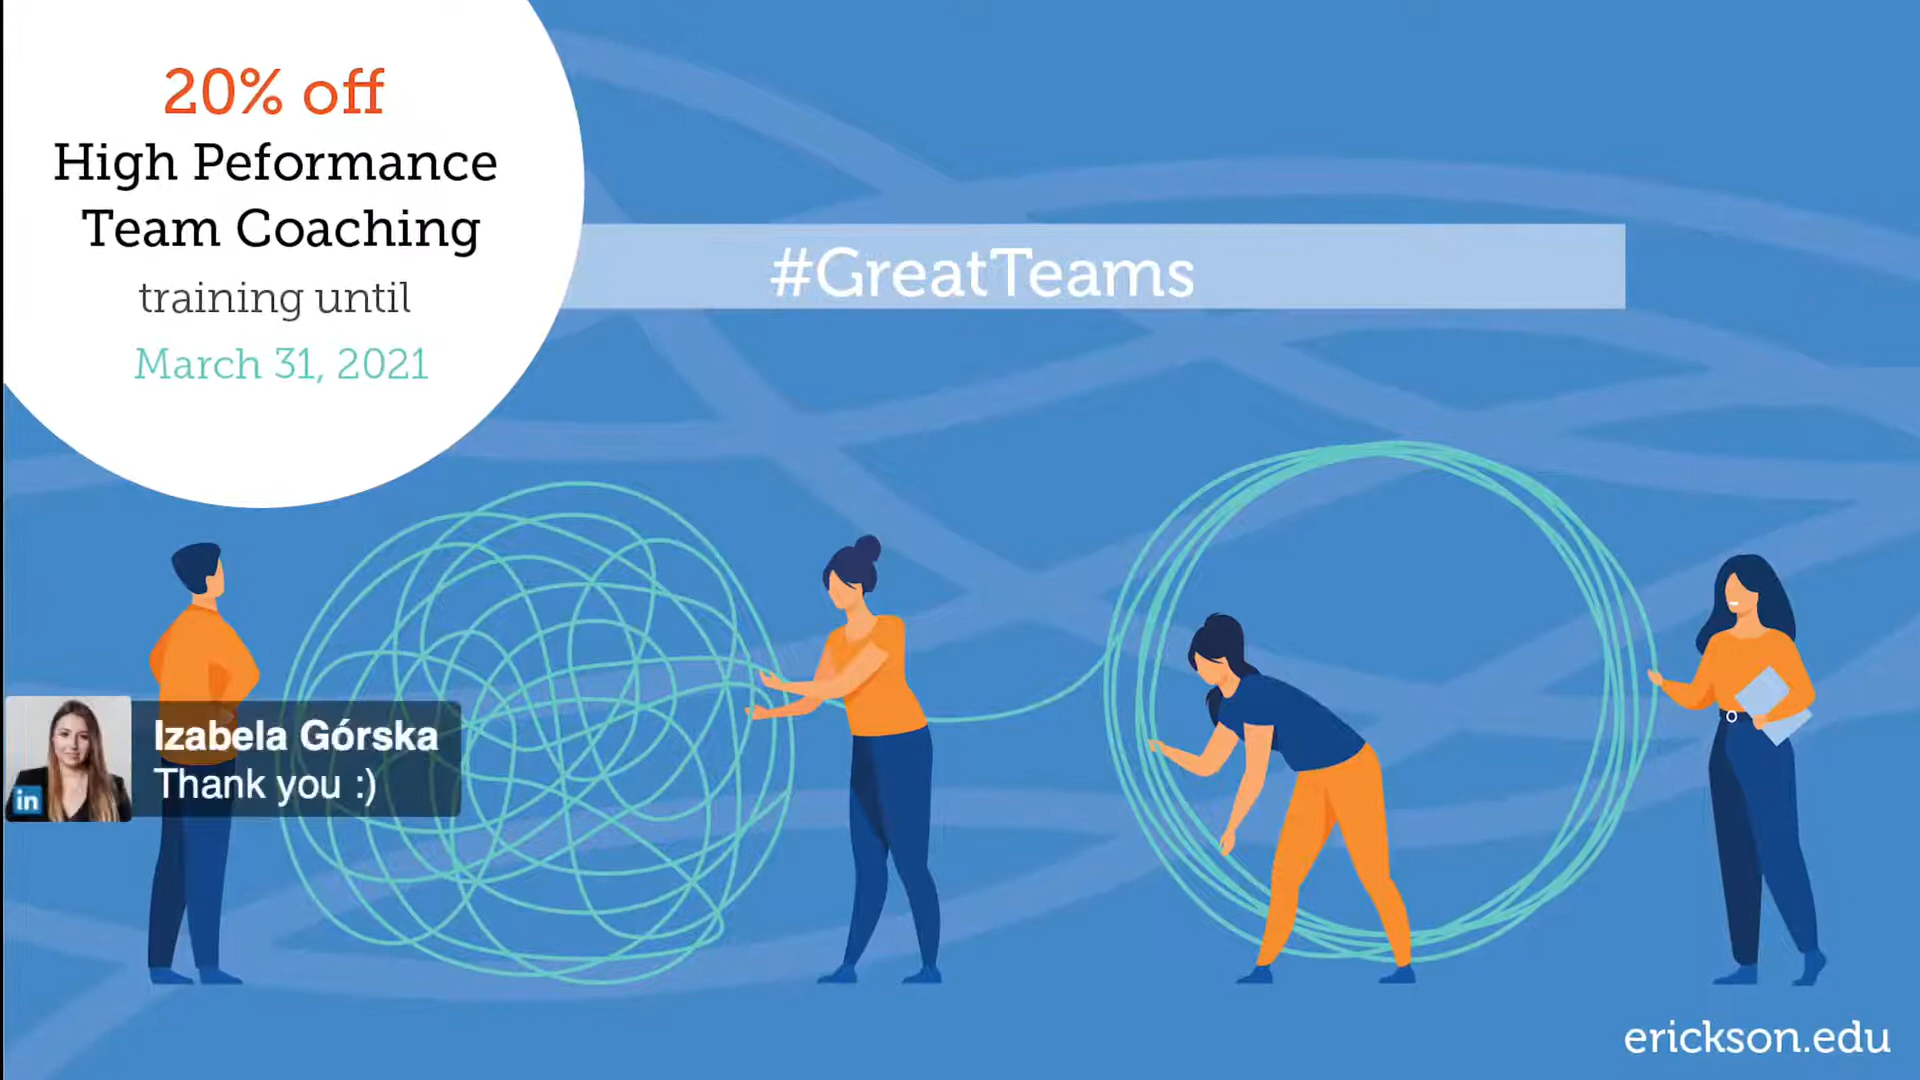 20% off
High Peformance
Team Coaching
training until
March 31, 2021
#GreatTeams
Izabela Górska
Thank you :)
in
erickson.edu